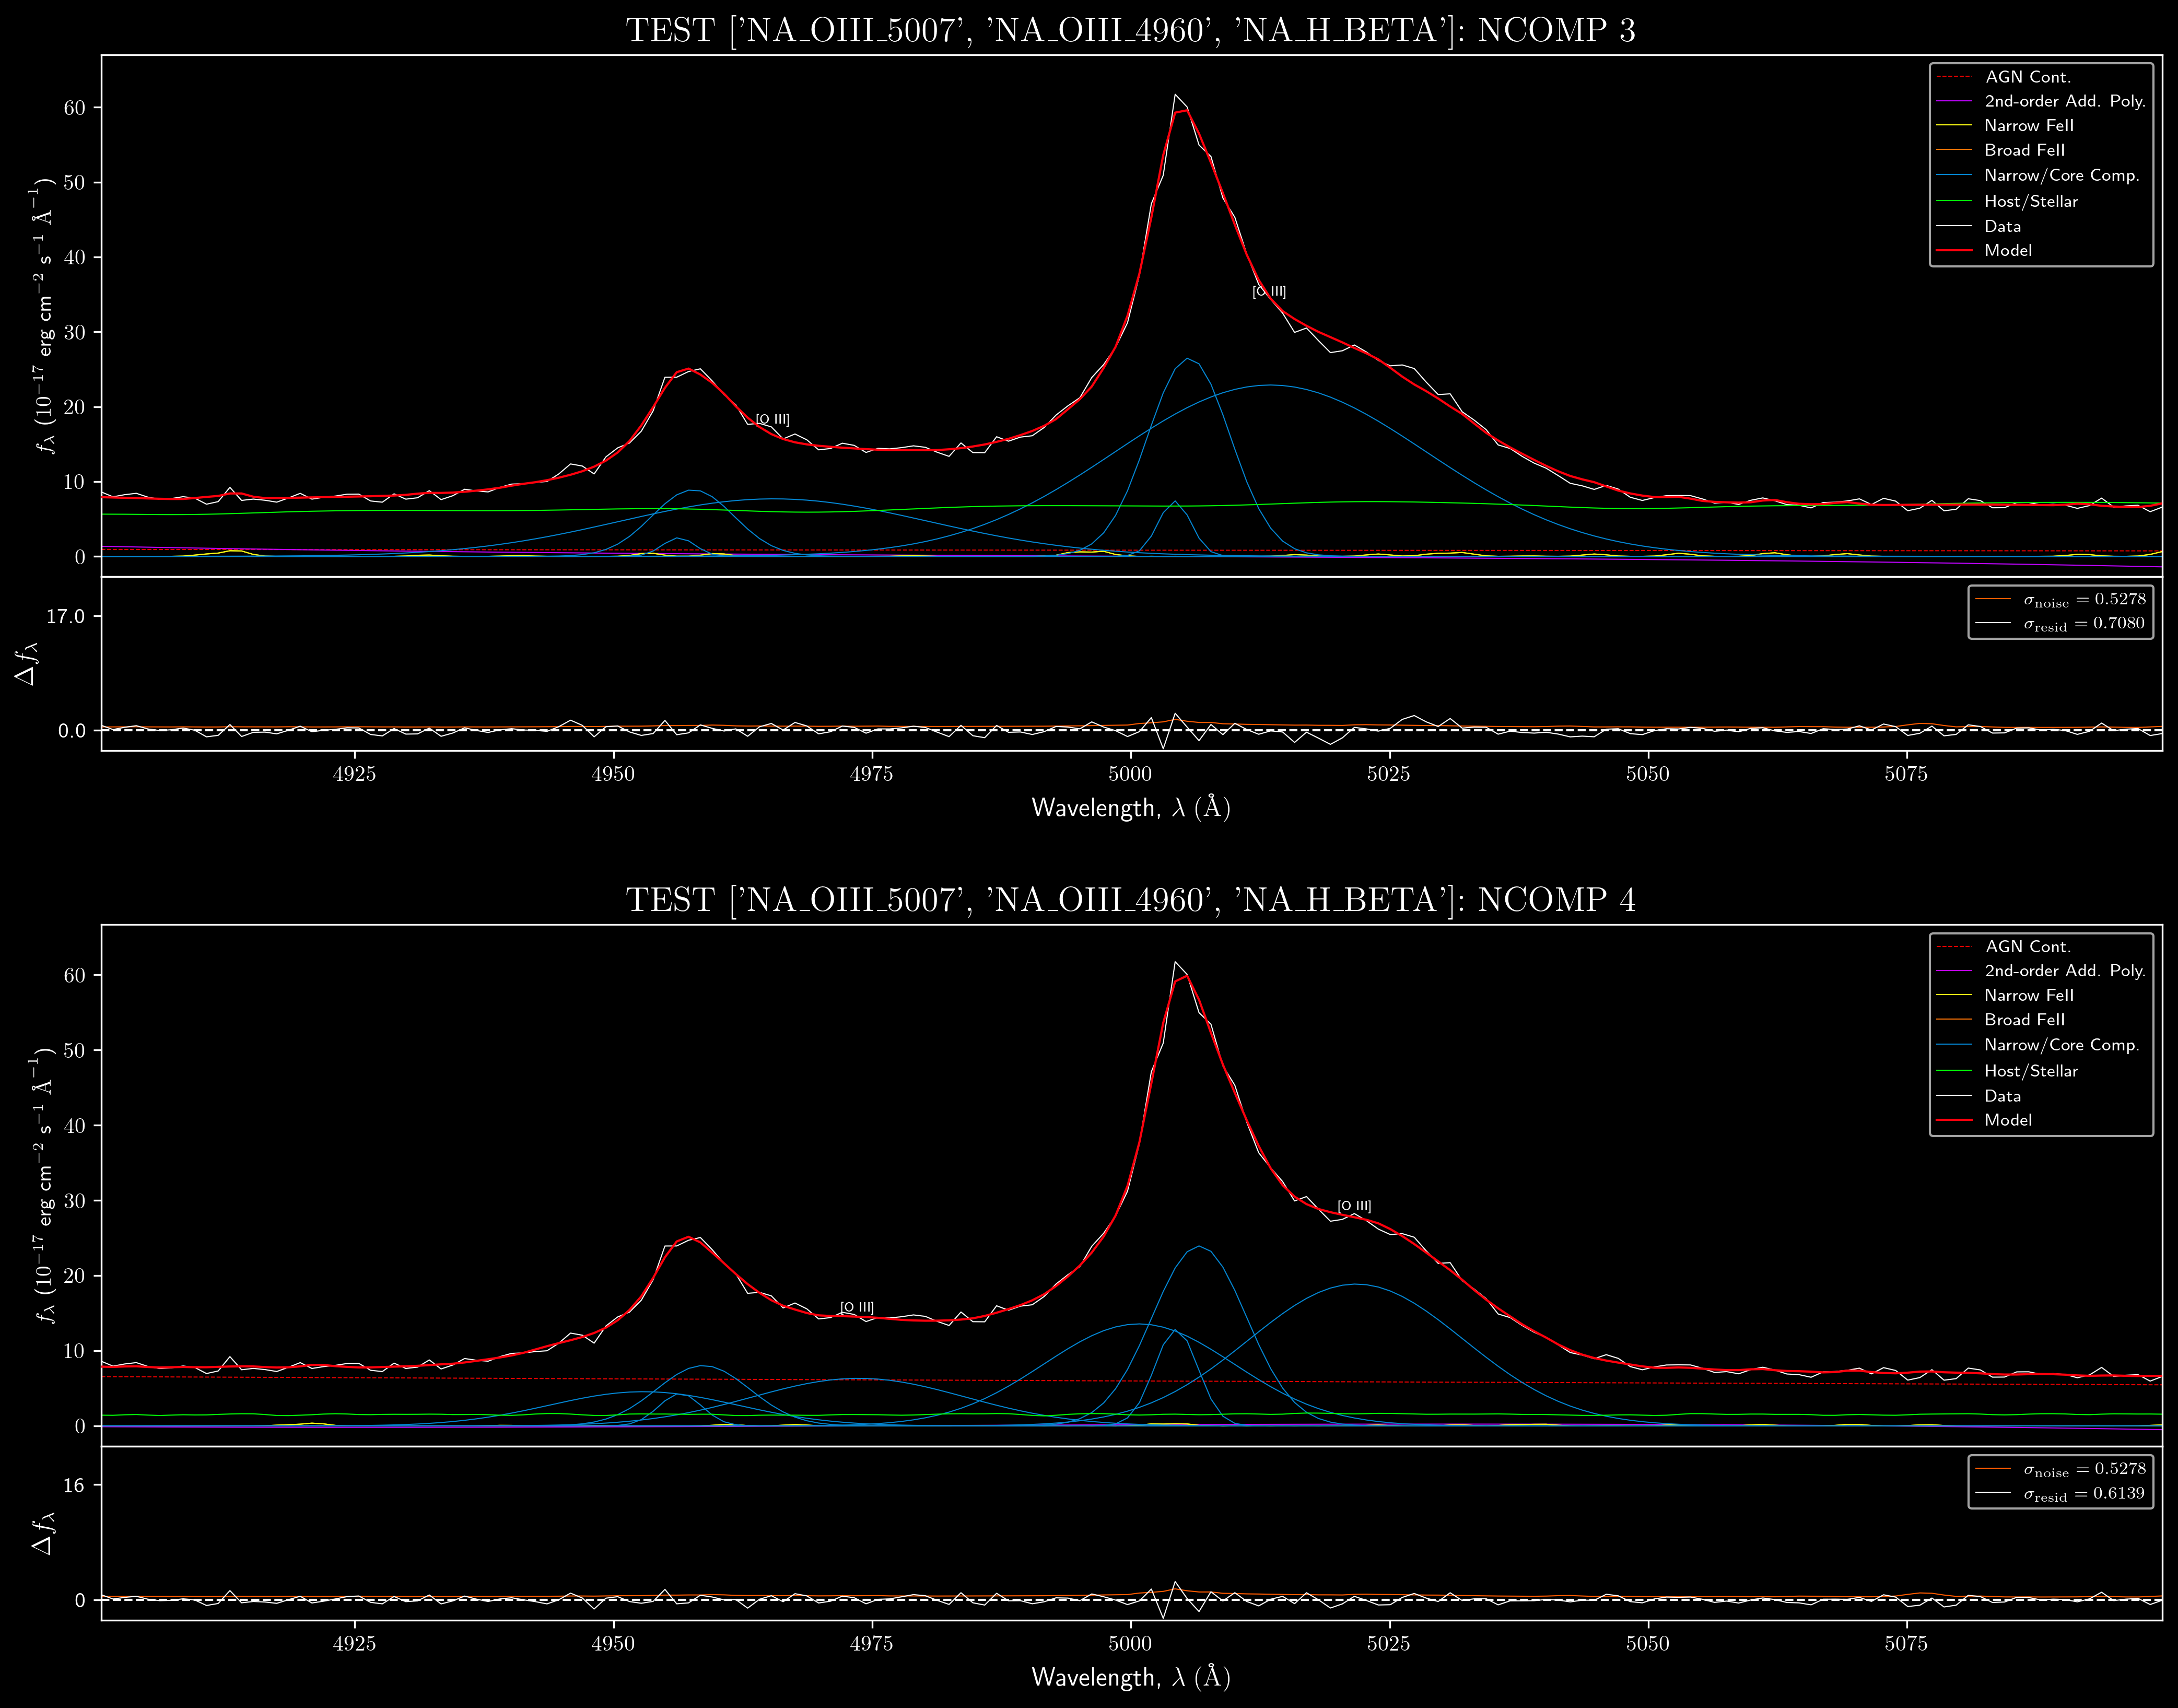 TEST ['NA_OIII_5007', 'NA_OIII_4960', 'NA_H_BETA']: NCOMP 3
AGN Cont.
2nd-order Add. Poly.
Narrow FeII
Broad FeII
Narrow/Core Comp.
Host/Stellar
Data
Model
60
50
40
30
20
10
0
f_λ (10^−17 erg cm^−2 s^−1 Å^−1)
[O III]
[O III]
σ_noise = 0.5278
σ_resid = 0.7080
17.0
0.0
Δf_λ
4925 4950 4975 5000 5025 5050 5075
Wavelength, λ (Å)
TEST ['NA_OIII_5007', 'NA_OIII_4960', 'NA_H_BETA']: NCOMP 4
AGN Cont.
2nd-order Add. Poly.
Narrow FeII
Broad FeII
Narrow/Core Comp.
Host/Stellar
Data
Model
60
50
40
30
20
10
0
f_λ (10^−17 erg cm^−2 s^−1 Å^−1)
[O III]
[O III]
σ_noise = 0.5278
σ_resid = 0.6139
16
0
Δf_λ
4925 4950 4975 5000 5025 5050 5075
Wavelength, λ (Å)